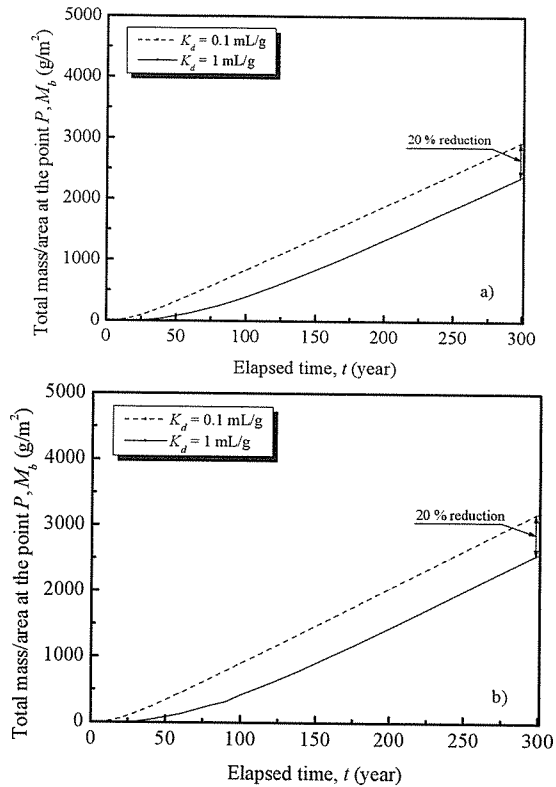 5000
4000
3000
2000
1000
0
Total mass/area at the point P, M_b (g/m²)
K_d = 0.1 mL/g
K_d = 1 mL/g
20 % reduction
a)
0 50 100 150 200 250 300
Elapsed time, t (year)
5000
4000
3000
2000
1000
0
Total mass/area at the point P, M_b (g/m²)
K_d = 0.1 mL/g
K_d = 1 mL/g
20 % reduction
b)
0 50 100 150 200 250 300
Elapsed time, t (year)